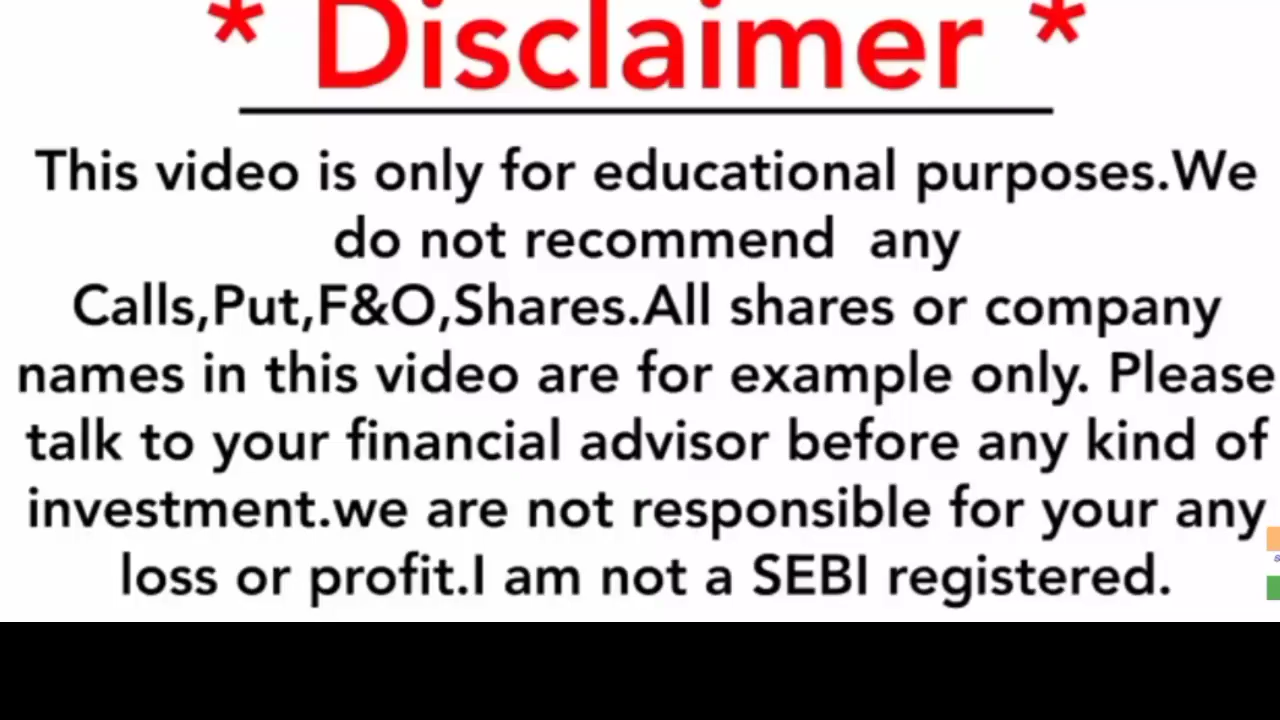 * Disclaimer *
This video is only for educational purposes.We
do not recommend  any
Calls,Put,F&O,Shares.All shares or company
names in this video are for example only. Please
talk to your financial advisor before any kind of
investment.we are not responsible for your any
loss or profit.I am not a SEBI registered.